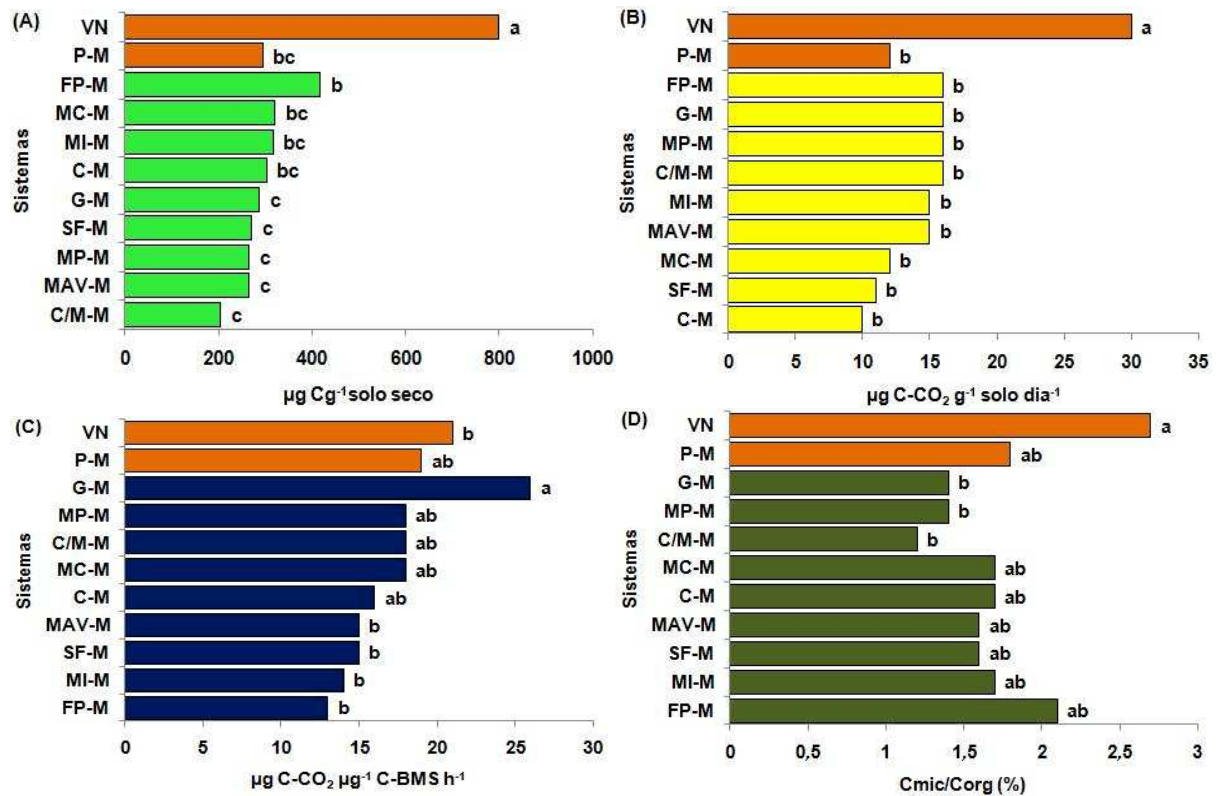 (A)
Sistemas
VN a
P-M bc
FP-M b
MC-M bc
MI-M bc
C-M bc
G-M c
SF-M c
MP-M c
MAV-M c
C/M-M c
0 200 400 600 800 1000
µg Cg⁻¹solo seco
(B)
Sistemas
VN a
P-M b
FP-M b
G-M b
MP-M b
C/M-M b
MI-M b
MAV-M b
MC-M b
SF-M b
C-M b
0 5 10 15 20 25 30 35
µg C-CO₂ g⁻¹ solo dia⁻¹
(C)
Sistemas
VN b
P-M ab
G-M a
MP-M ab
C/M-M ab
MC-M ab
C-M ab
MAV-M b
SF-M b
MI-M b
FP-M b
0 5 10 15 20 25 30
µg C-CO₂ µg⁻¹ C-BMS h⁻¹
(D)
Sistemas
VN a
P-M ab
G-M b
MP-M b
C/M-M b
MC-M ab
C-M ab
MAV-M ab
SF-M ab
MI-M ab
FP-M ab
0 0,5 1 1,5 2 2,5 3
Cmic/Corg (%)